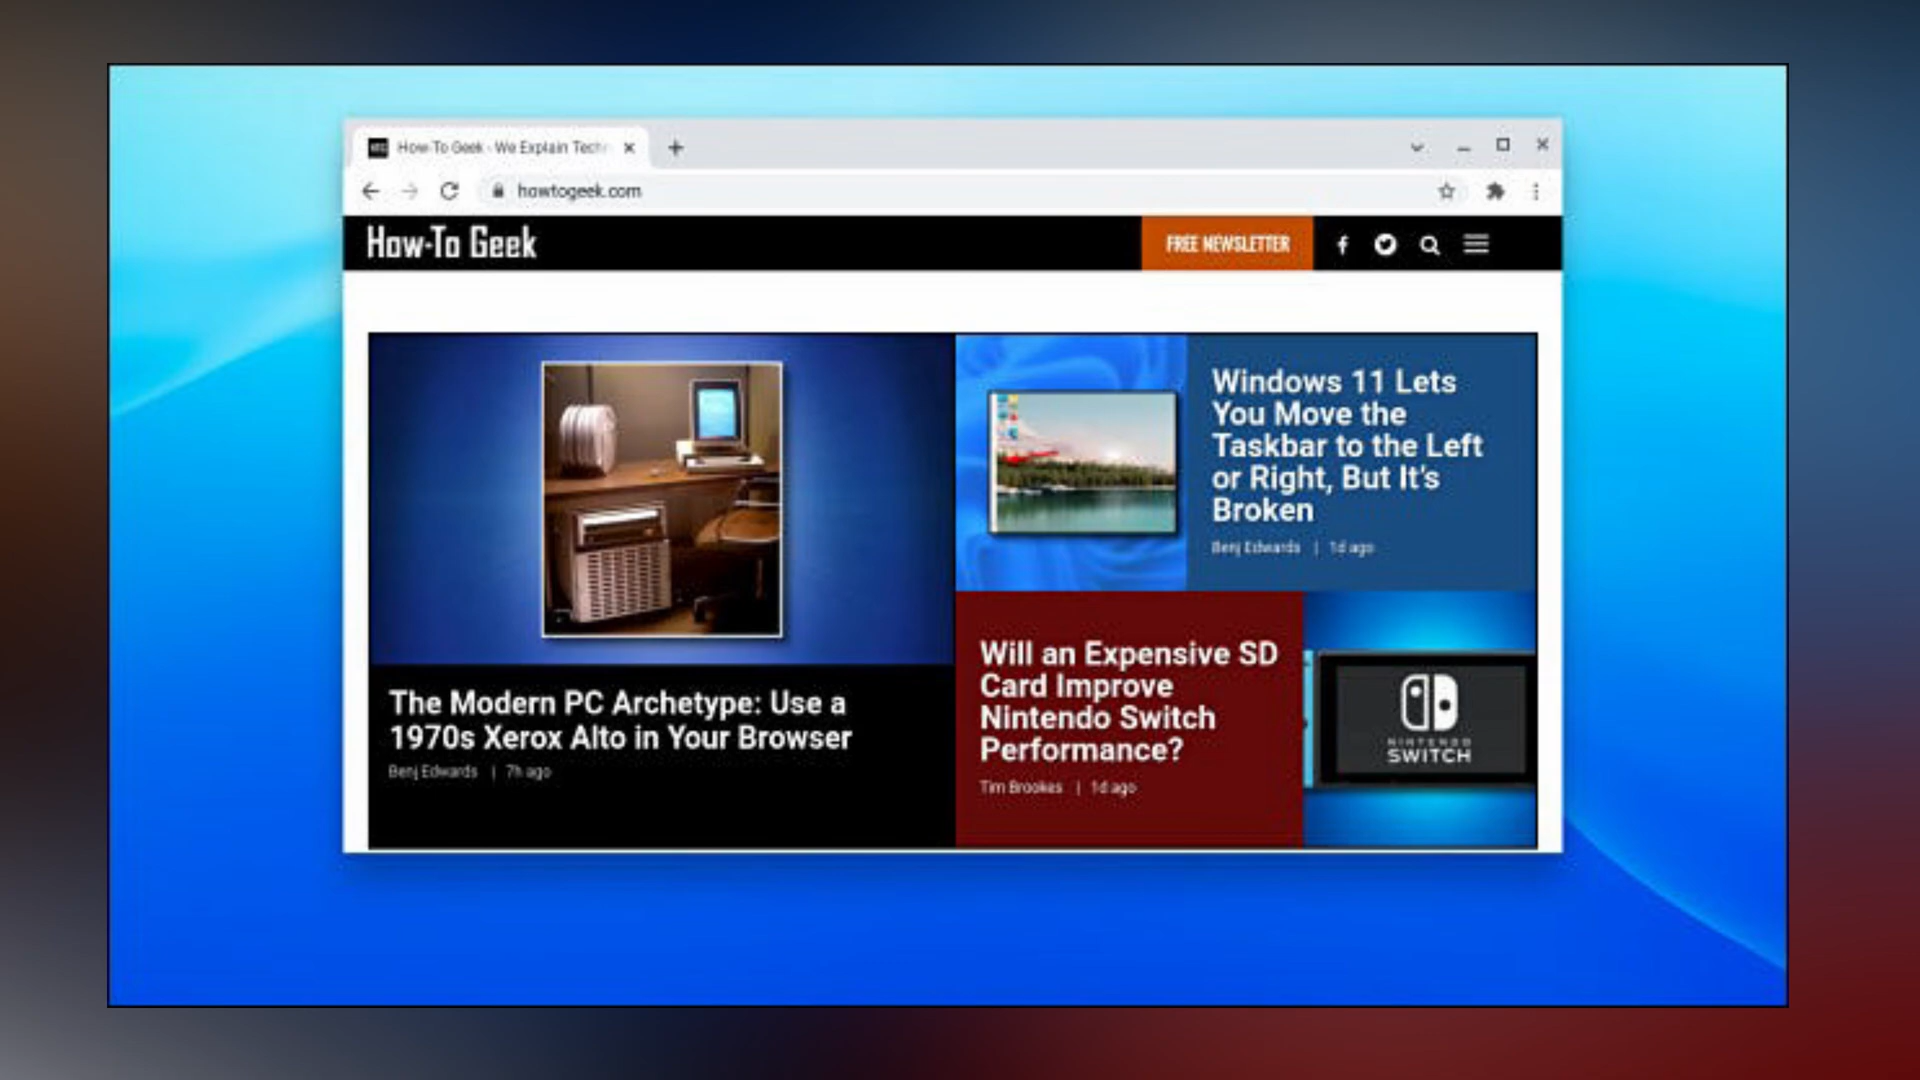 How-To Geek - We Explain Techn
howtogeek.com
How-To Geek
FREE NEWSLETTER
The Modern PC Archetype: Use a
1970s Xerox Alto in Your Browser
Benj Edwards | 7h ago
Windows 11 Lets
You Move the
Taskbar to the Left
or Right, But It's
Broken
Benj Edwards | 1d ago
Will an Expensive SD
Card Improve
Nintendo Switch
Performance?
Tim Brookes | 1d ago
NINTENDO
SWITCH